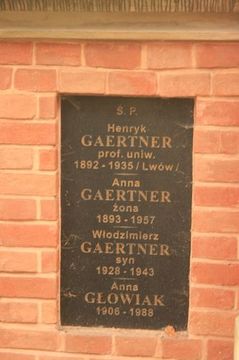 Ś. P.
Henryk
GAERTNER
prof. uniw.
1892 - 1935 / Lwów /
Anna
GAERTNER
żona
1893 - 1957
Włodzimierz
GAERTNER
syn
1928 - 1943
Anna
GŁOWIAK
1906 - 1988